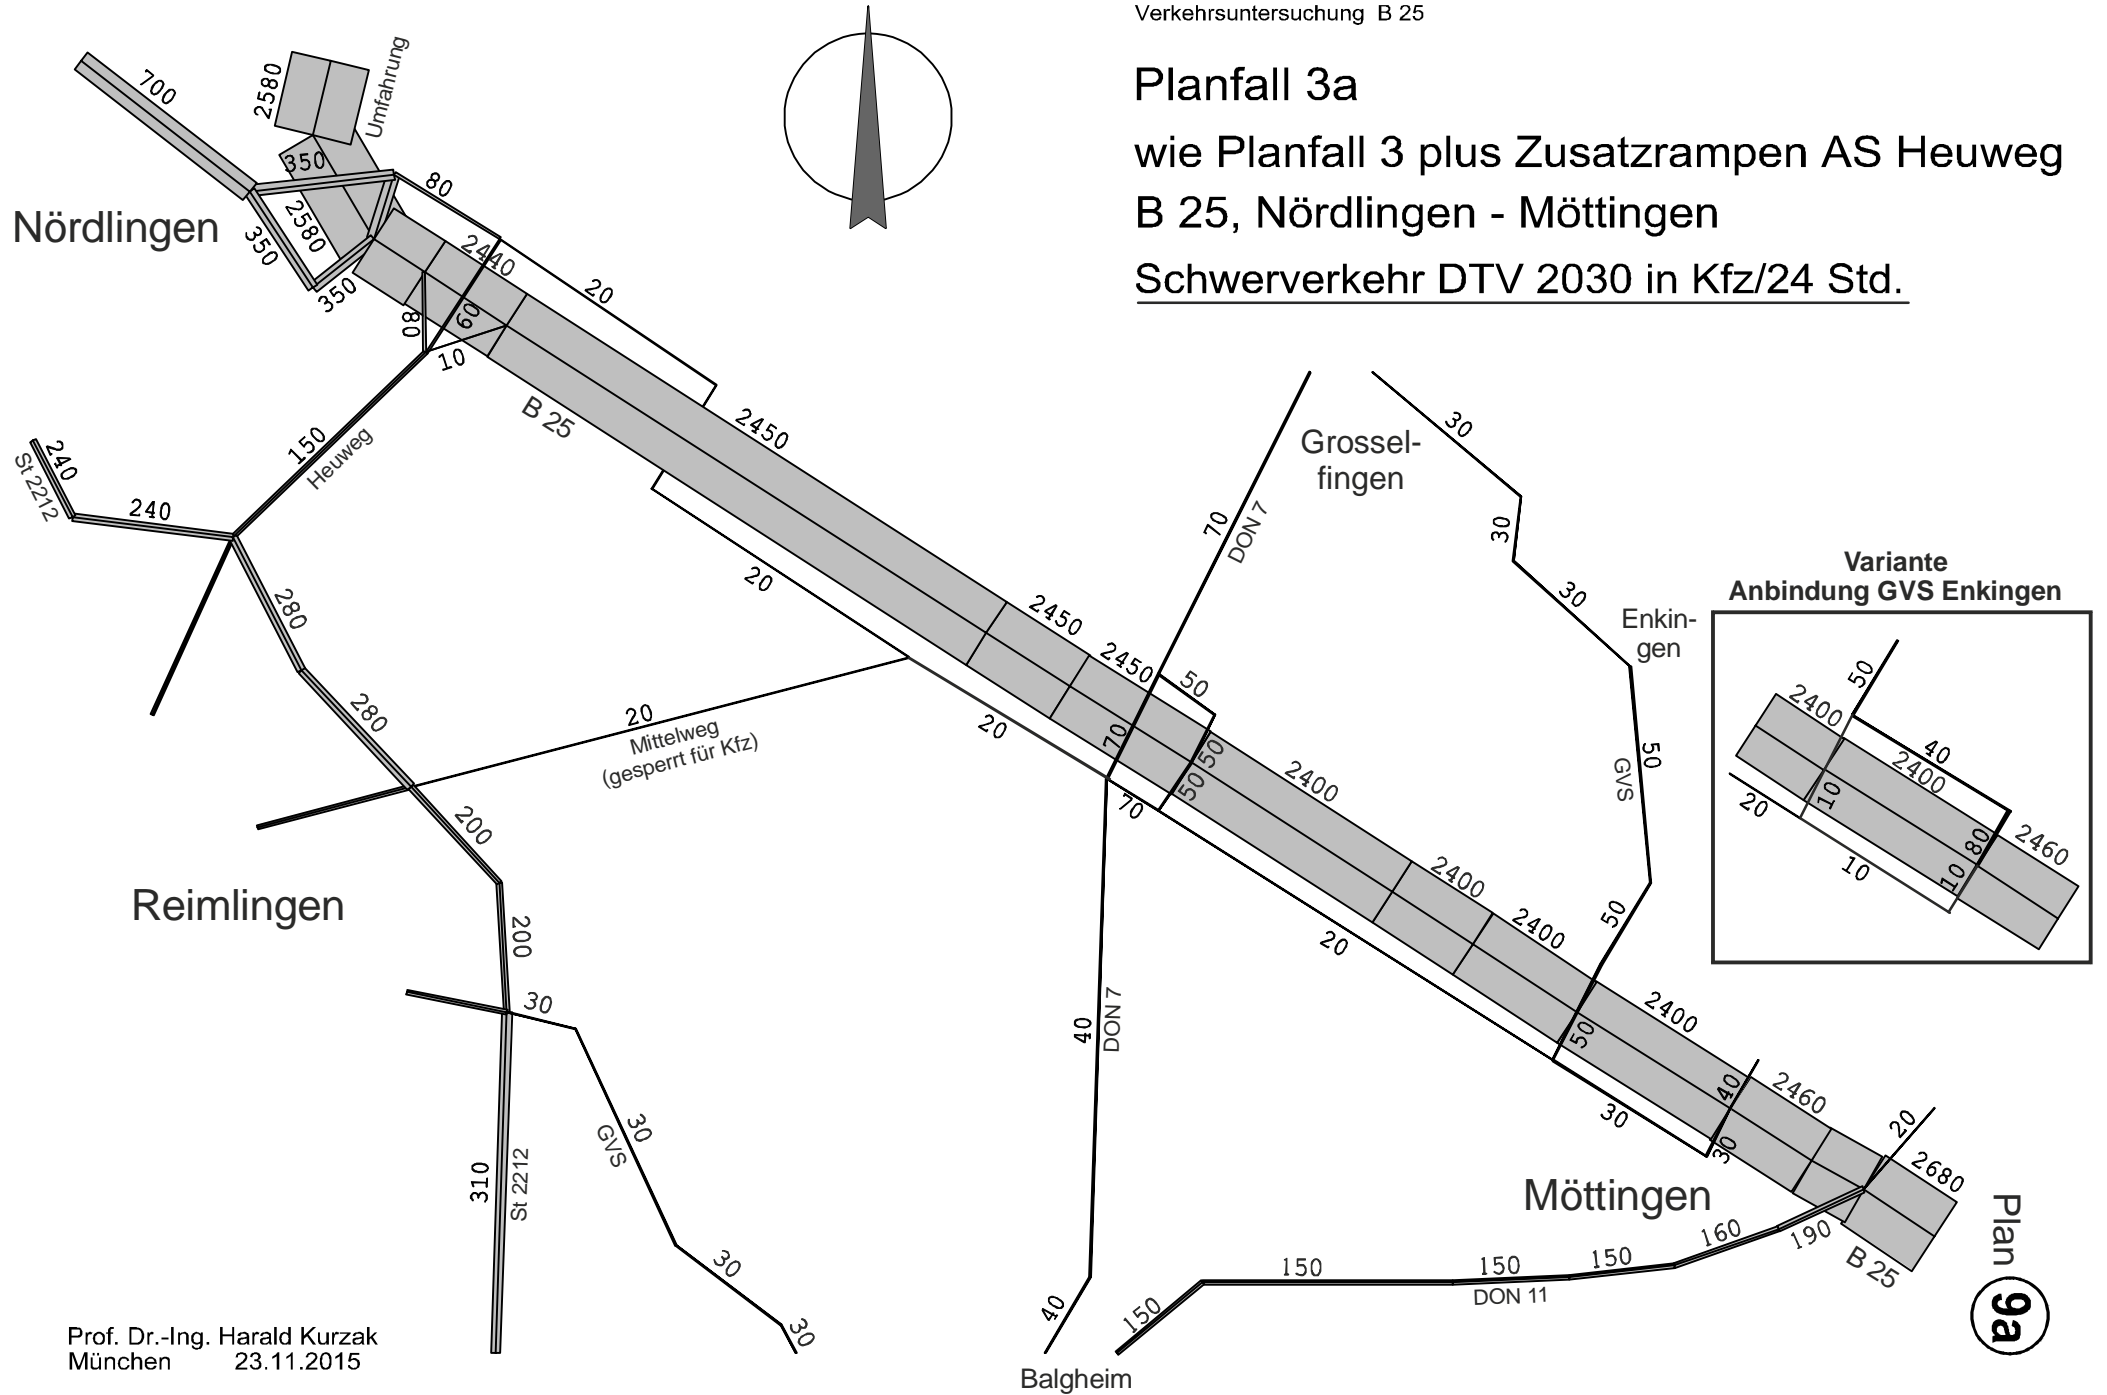 Verkehrsuntersuchung B 25
Planfall 3a
wie Planfall 3 plus Zusatzrampen AS Heuweg
B 25, Nördlingen - Möttingen
Schwerverkehr DTV 2030 in Kfz/24 Std.
700
2580
Umfahrung
350
80
Nördlingen
2580
350
350
2440
20
80
60
10
B 25
2450
150
Heuweg
240
St 2212
240
280
280
20
20
Mittelweg
(gesperrt für Kfz)
20
200
Reimlingen
200
30
310
St 2212
30
GVS
30
30
2450
2450
50
70
DON 7
Grossel-
fingen
30
30
30
Enkin-
gen
50
GVS
50
70
50
50
70
2400
2400
2400
20
40
DON 7
40
Balgheim
50
2400
30
40
30
2460
20
2680
Möttingen
B 25
150
150
150
DON 11
150
160
190
Variante
Anbindung GVS Enkingen
50
2400
40
2400
10
20
10
80
10
2460
Plan
9a
Prof. Dr.-Ing. Harald Kurzak
München 23.11.2015